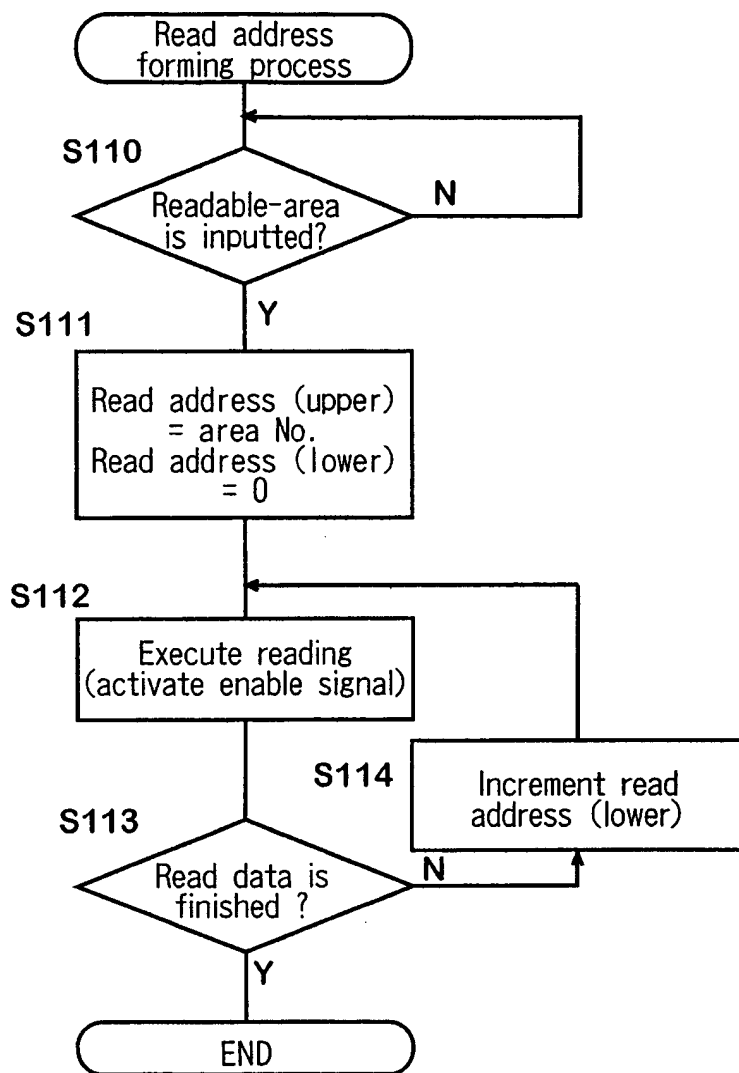 Read address
forming process
S110
Readable-area
is inputted?
N
Y
S111
Read address (upper)
= area No.
Read address (lower)
= 0
S112
Execute reading
(activate enable signal)
S114
Increment read
address (lower)
S113
Read data is
finished ?
N
Y
END